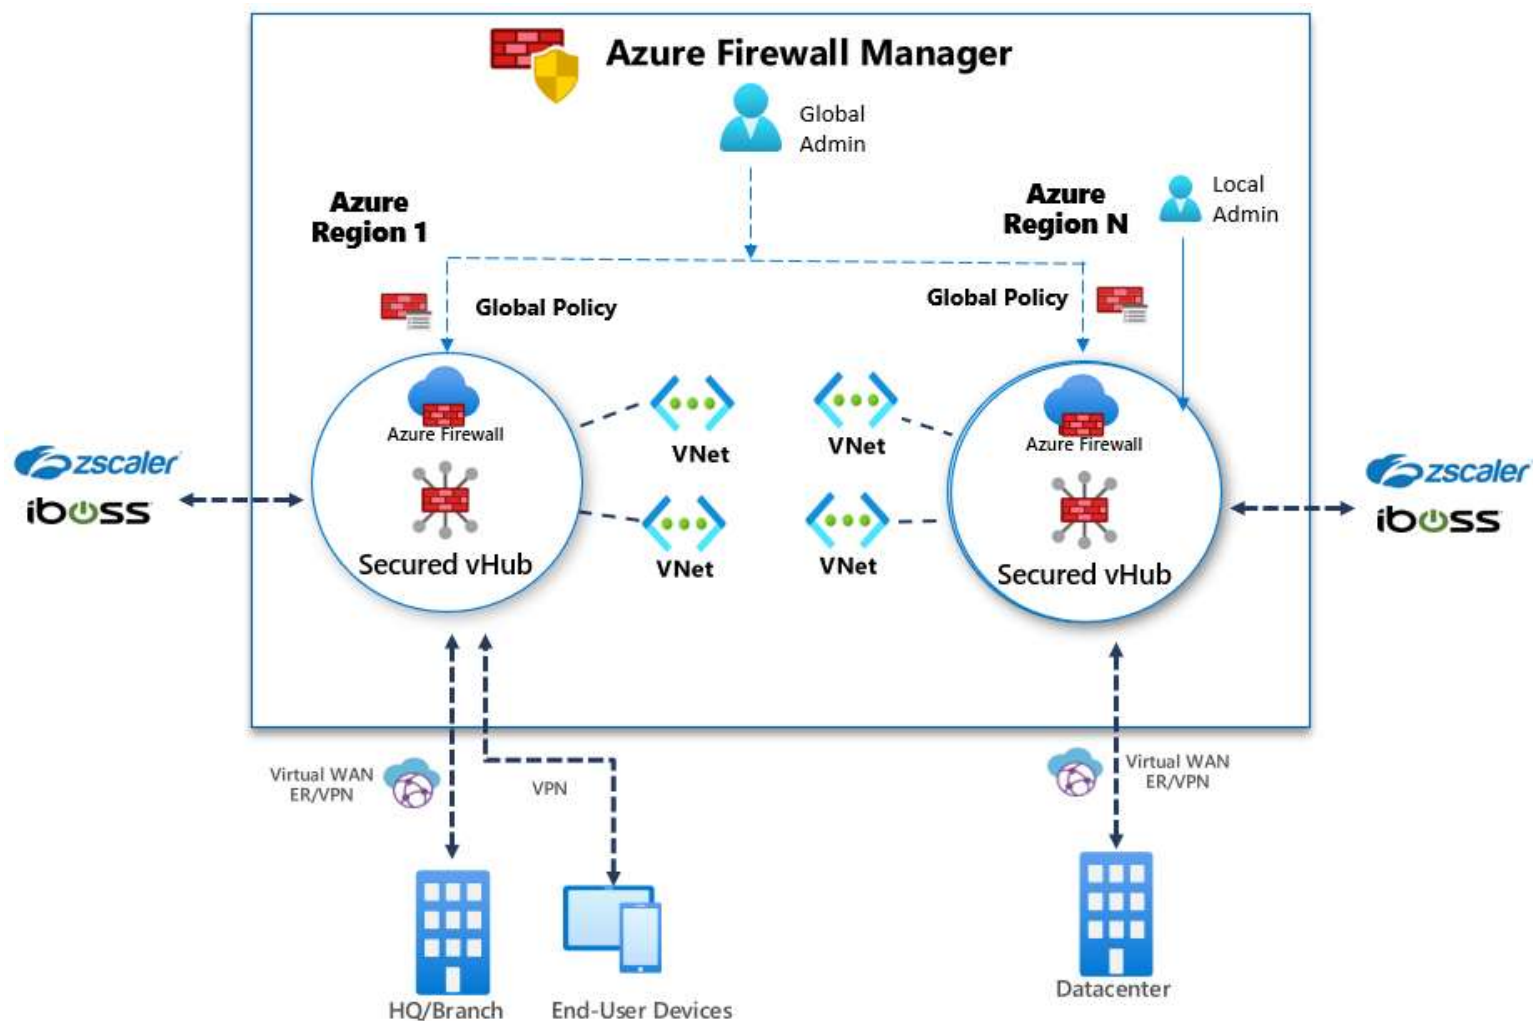 Azure Firewall Manager
Global
Admin
Azure
Region 1
Azure
Region N
Local
Admin
Global Policy
Global Policy
Azure Firewall
Secured vHub
VNet
VNet
VNet
VNet
Azure Firewall
Secured vHub
zscaler
iboss
zscaler
iboss
Virtual WAN
ER/VPN
VPN
Virtual WAN
ER/VPN
HQ/Branch
End-User Devices
Datacenter